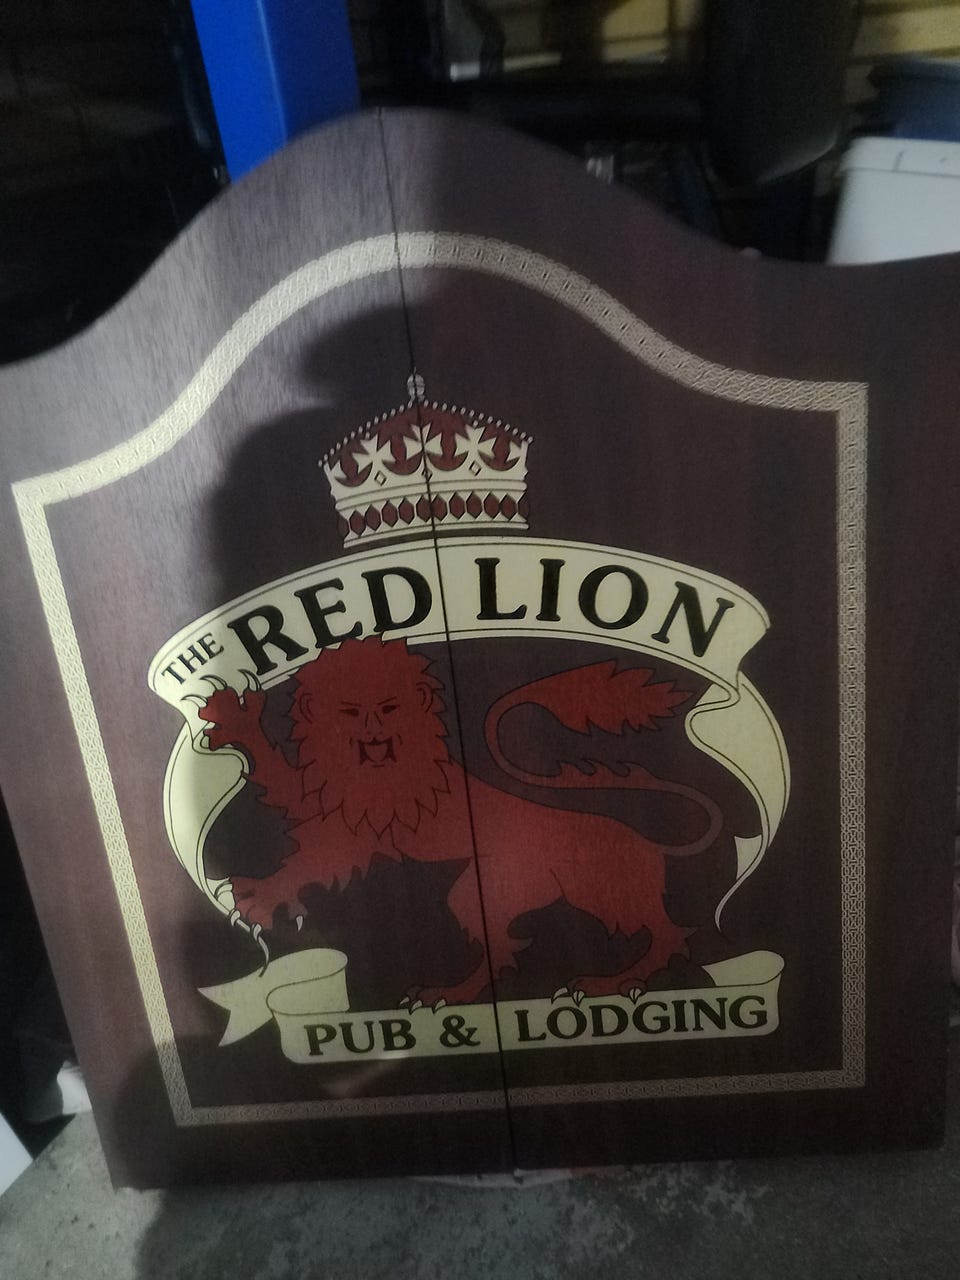 THE RED LION
PUB & LODGING